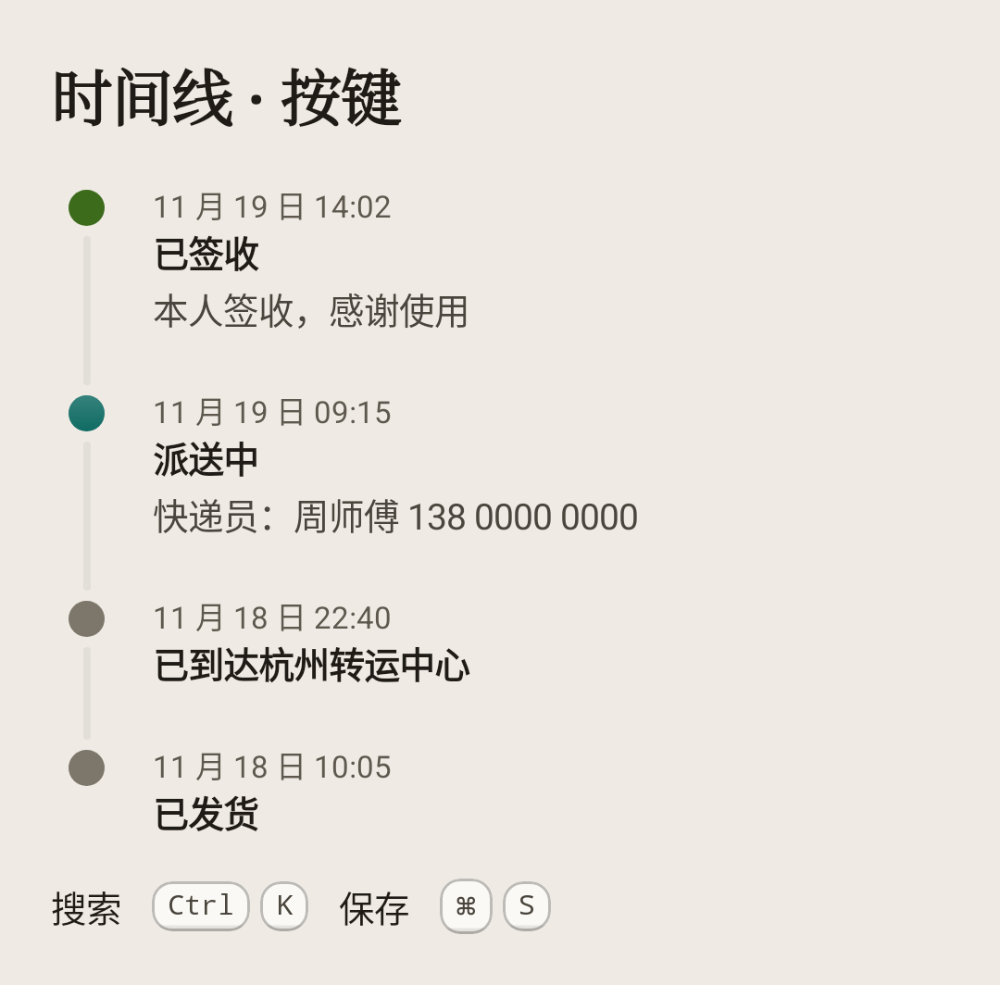 时间线 · 按键
11 月 19 日 14:02
已签收
本人签收，感谢使用
11 月 19 日 09:15
派送中
快递员：周师傅 138 0000 0000
11 月 18 日 22:40
已到达杭州转运中心
11 月 18 日 10:05
已发货
搜索 Ctrl K 保存 ⌘ S